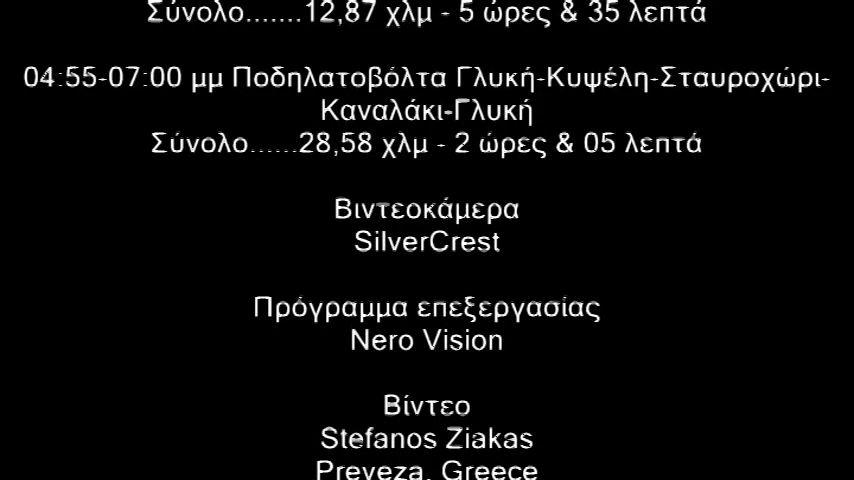 Σύνολο.......12,87 χλμ - 5 ώρες & 35 λεπτά
04:55-07:00 μμ Ποδηλατοβόλτα Γλυκή-Κυψέλη-Σταυροχώρι-
Καναλάκι-Γλυκή
Σύνολο......28,58 χλμ - 2 ώρες & 05 λεπτά
Βιντεοκάμερα
SilverCrest
Πρόγραμμα επεξεργασίας
Nero Vision
Βίντεο
Stefanos Ziakas
Preveza, Greece